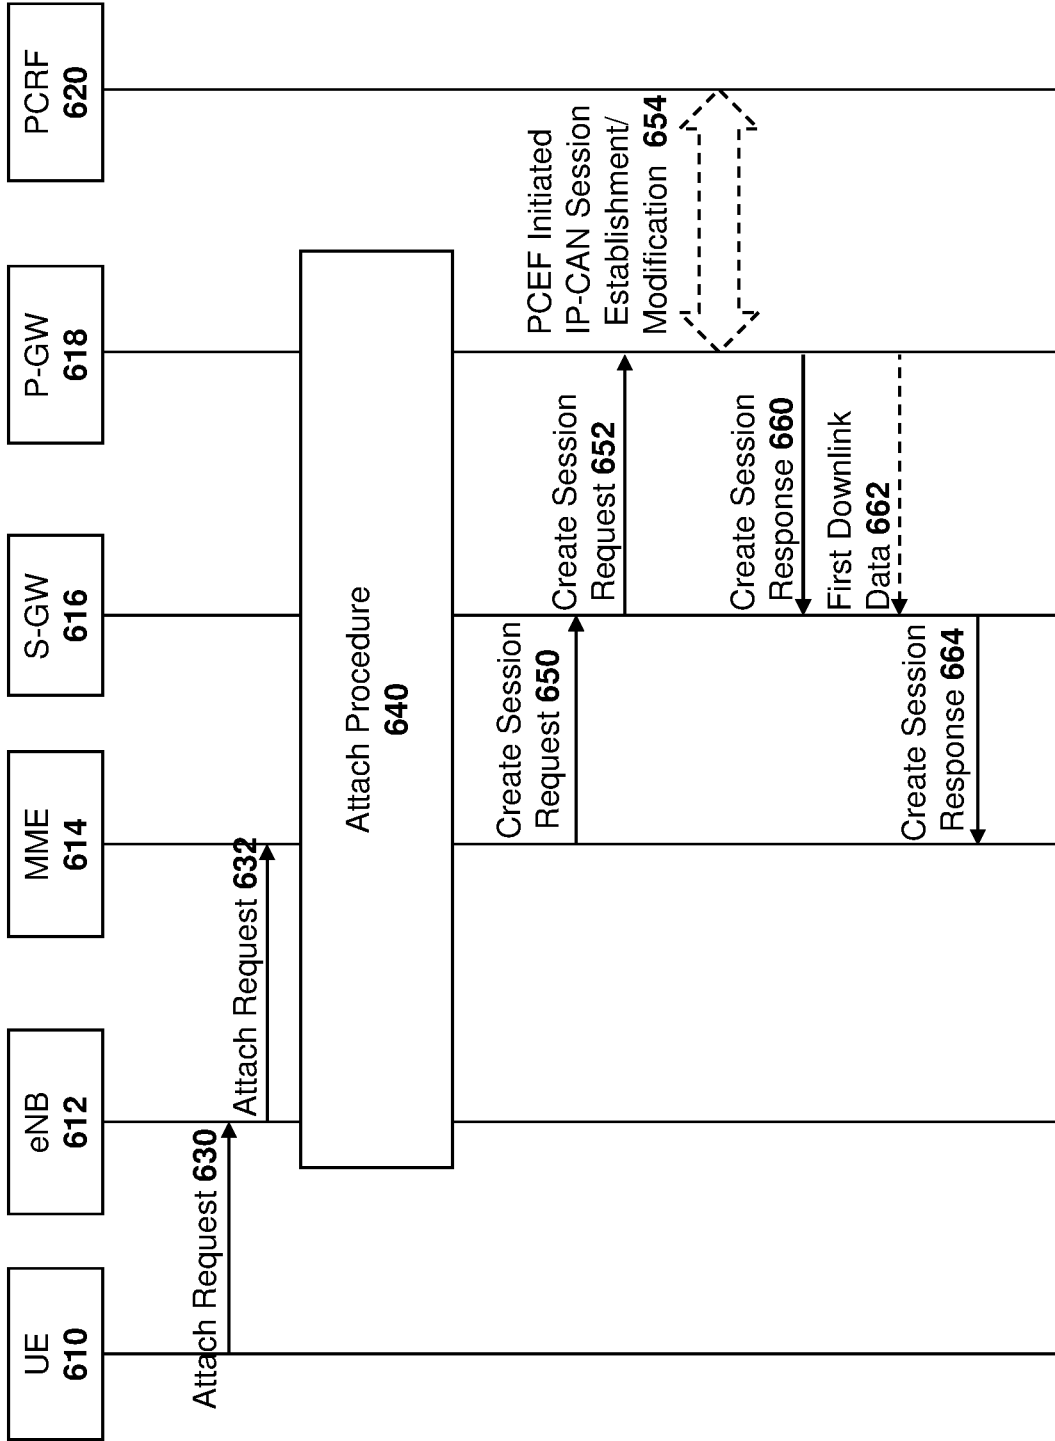 UE
610
eNB
612
MME
614
S-GW
616
P-GW
618
PCRF
620
Attach Request 630
Attach Request 632
Attach Procedure
640
Create Session
Request 650
Create Session
Request 652
PCEF Initiated
IP-CAN Session
Establishment/
Modification 654
Create Session
Response 660
First Downlink
Data 662
Create Session
Response 664